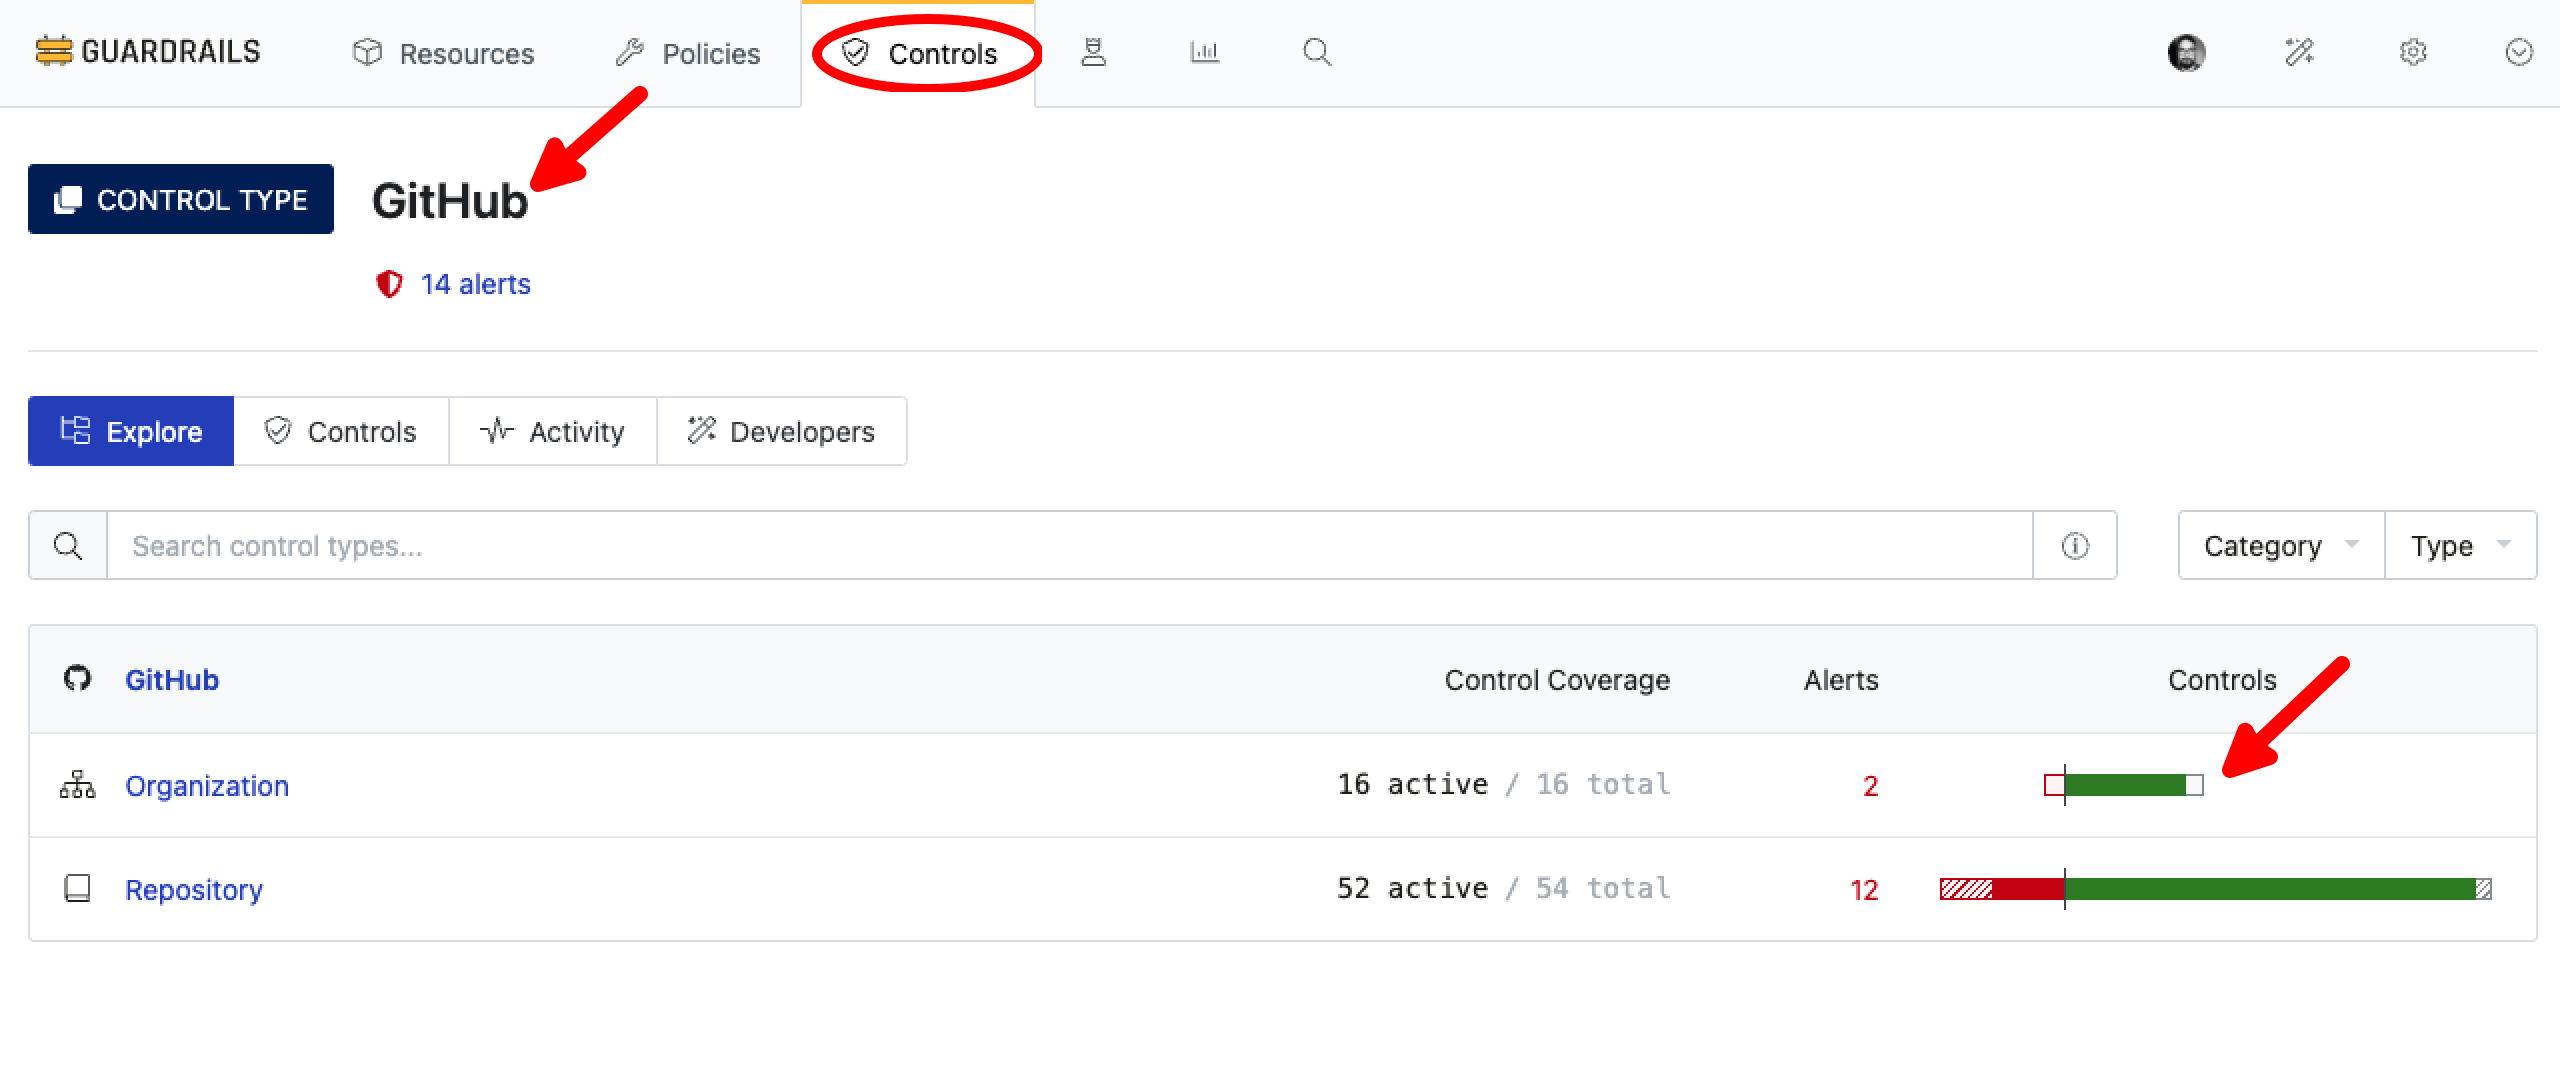 GUARDRAILS Resources Policies Controls
CONTROL TYPE GitHub
14 alerts
Explore Controls Activity Developers
Search control types... Category Type
GitHub Control Coverage Alerts Controls
Organization 16 active / 16 total 2
Repository 52 active / 54 total 12